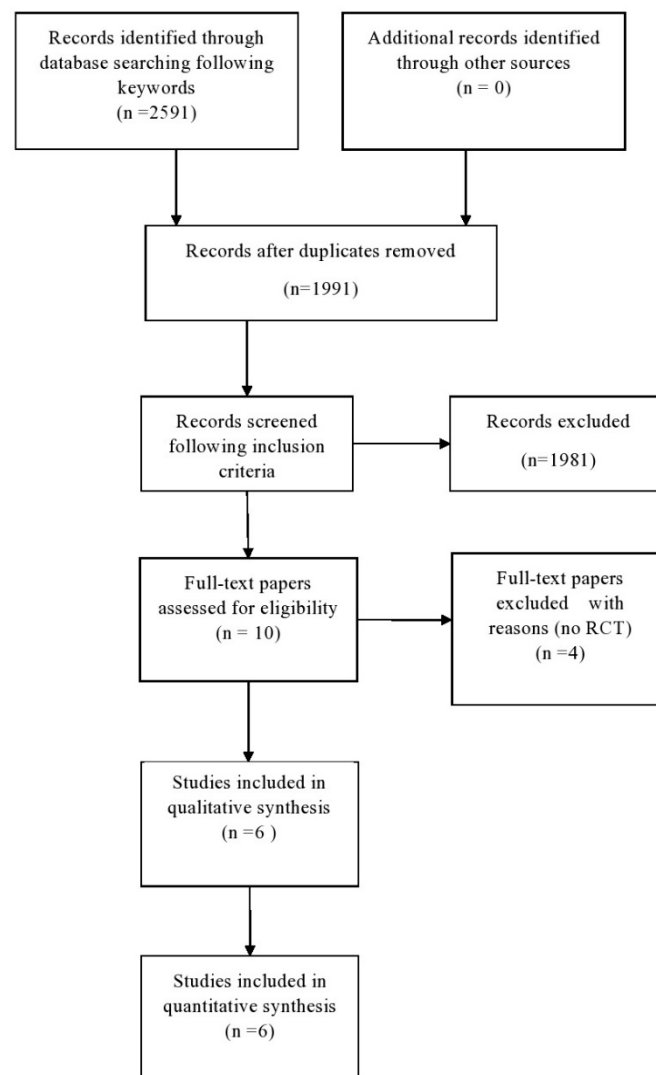 Records identified through
database searching following
keywords
(n =2591)
Additional records identified
through other sources
(n = 0)
Records after duplicates removed
(n=1991)
Records screened
following inclusion
criteria
Records excluded
(n=1981)
Full-text papers
assessed for eligibility
(n = 10)
Full-text papers
excluded with
reasons (no RCT)
(n =4)
Studies included in
qualitative synthesis
(n =6 )
Studies included in
quantitative synthesis
(n =6)